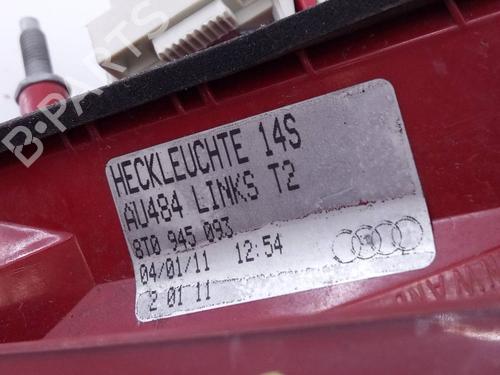 B-PARTS
HECKLEUCHTE 14S
AU484 LINKS T2
8T0 945 093
04/01/11 12:54
2 01 11